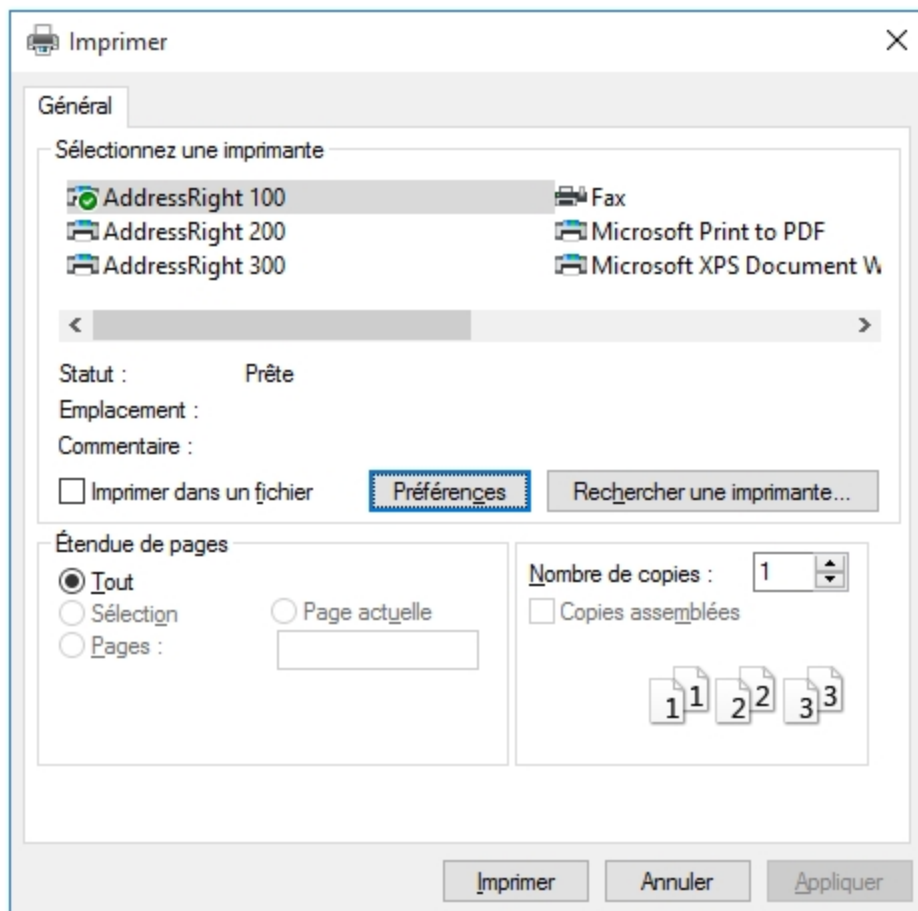 Imprimer
Général
Sélectionnez une imprimante
AddressRight 100 Fax
AddressRight 200 Microsoft Print to PDF
AddressRight 300 Microsoft XPS Document W
Statut : Prête
Emplacement :
Commentaire :
Imprimer dans un fichier Préférences Rechercher une imprimante...
Étendue de pages
Tout
Sélection Page actuelle
Pages :
Nombre de copies : 1
Copies assemblées
1 1 2 2 3 3
Imprimer Annuler Appliquer